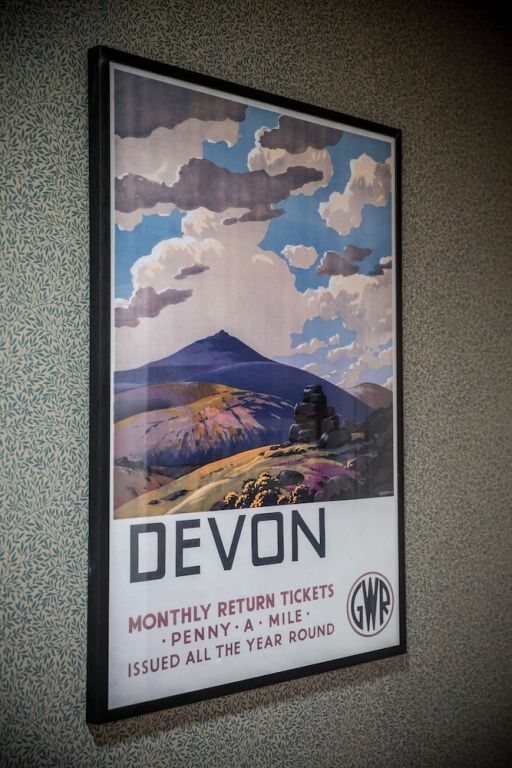 DEVON
MONTHLY RETURN TICKETS
· PENNY · A · MILE ·
ISSUED ALL THE YEAR ROUND
GWR